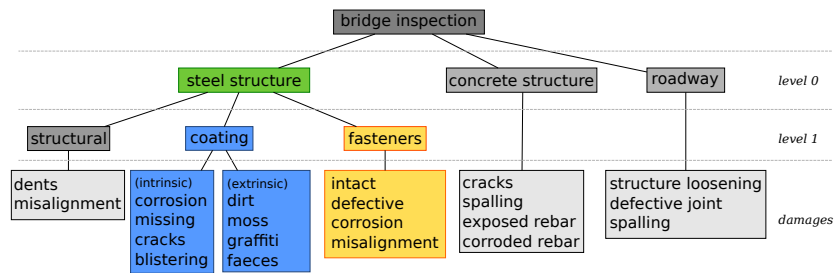 bridge inspection
steel structure
concrete structure
roadway
level 0
structural
coating
fasteners
level 1
dents
misalignment
(intrinsic)
corrosion
missing
cracks
blistering
(extrinsic)
dirt
moss
graffiti
faeces
intact
defective
corrosion
misalignment
cracks
spalling
exposed rebar
corroded rebar
structure loosening
defective joint
spalling
damages